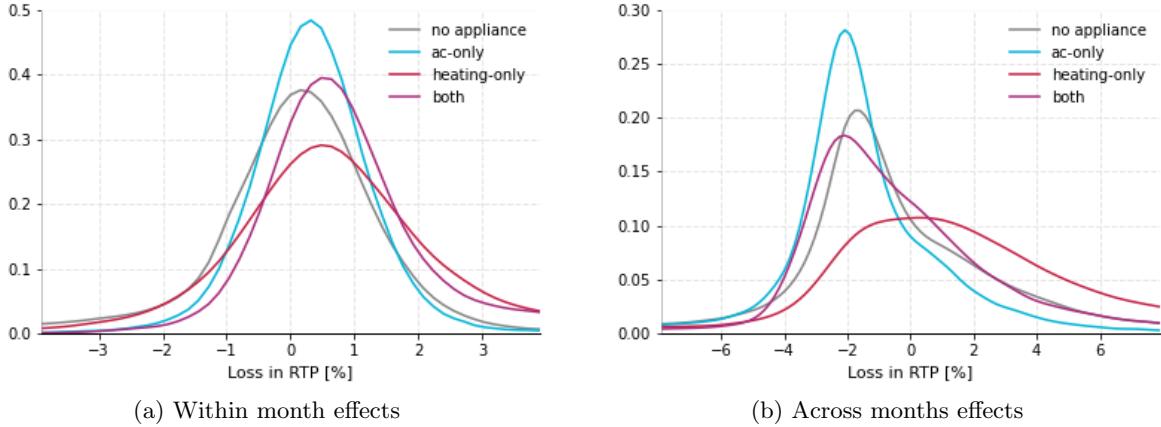 0.5
0.4
0.3
0.2
0.1
0.0
−3 −2 −1 0 1 2 3
Loss in RTP [%]
no appliance
ac-only
heating-only
both
(a) Within month effects
0.30
0.25
0.20
0.15
0.10
0.05
0.00
−6 −4 −2 0 2 4 6
Loss in RTP [%]
no appliance
ac-only
heating-only
both
(b) Across months effects